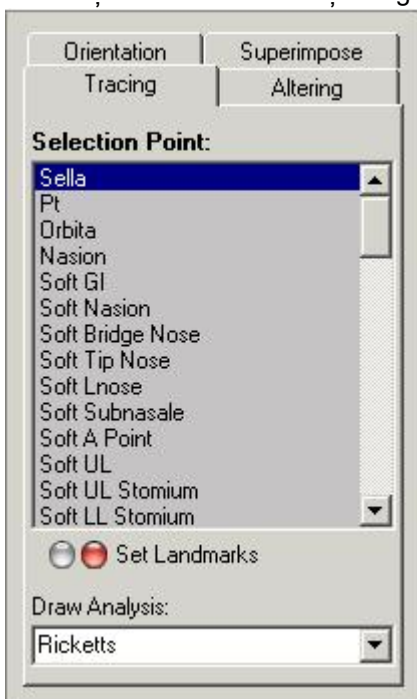 Orientation Superimpose
Tracing Altering
Selection Point:
Sella
Pt
Orbita
Nasion
Soft Gl
Soft Nasion
Soft Bridge Nose
Soft Tip Nose
Soft Lnose
Soft Subnasale
Soft A Point
Soft UL
Soft UL Stomium
Soft LL Stomium
Set Landmarks
Draw Analysis:
Ricketts